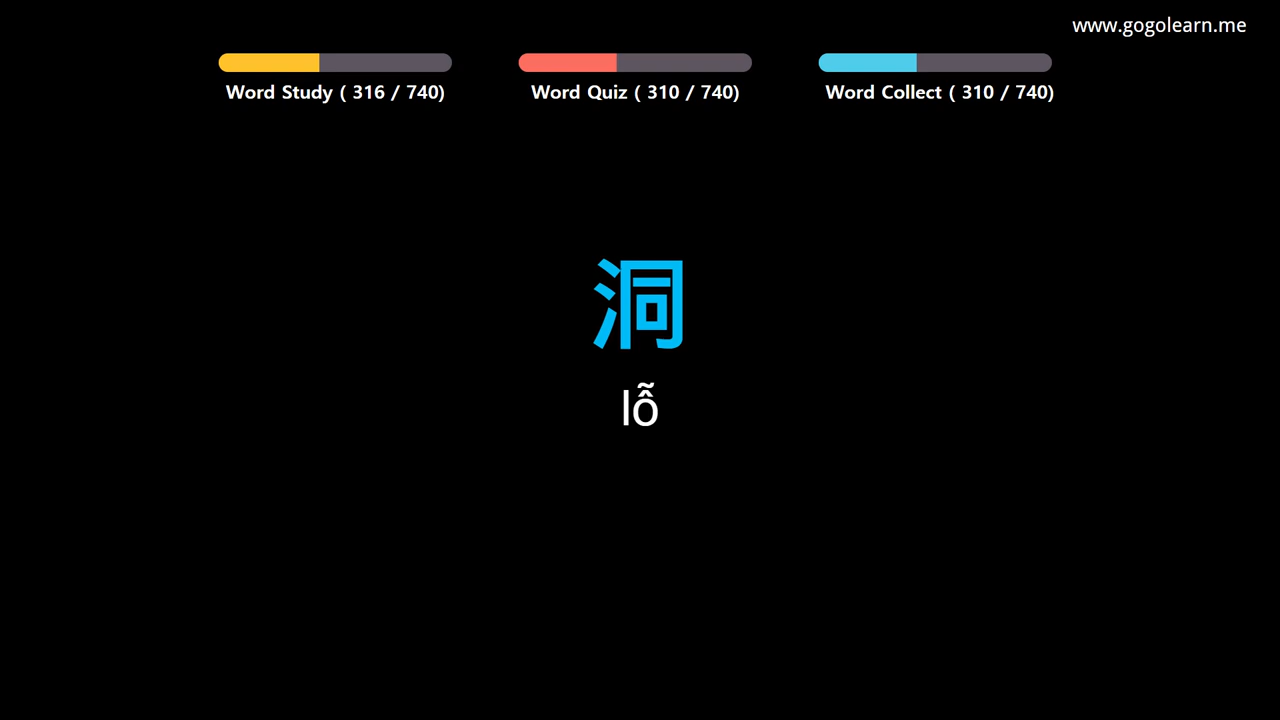 www.gogolearn.me
Word Study ( 316 / 740)
Word Quiz ( 310 / 740)
Word Collect ( 310 / 740)
洞
lỗ